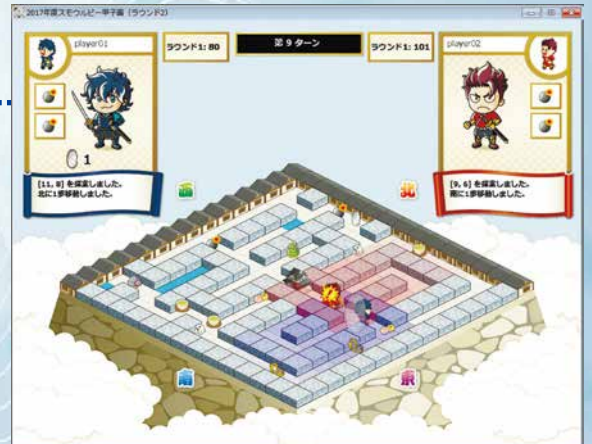 2017年度スモウルビー甲子園 (ラウンド2)
player01
ラウンド1: 80
第 9 ターン
ラウンド1: 101
player02
1
[11, 8] を探索しました。
北に1歩移動しました。
[9, 6] を探索しました。
南に1歩移動しました。
西
北
南
東